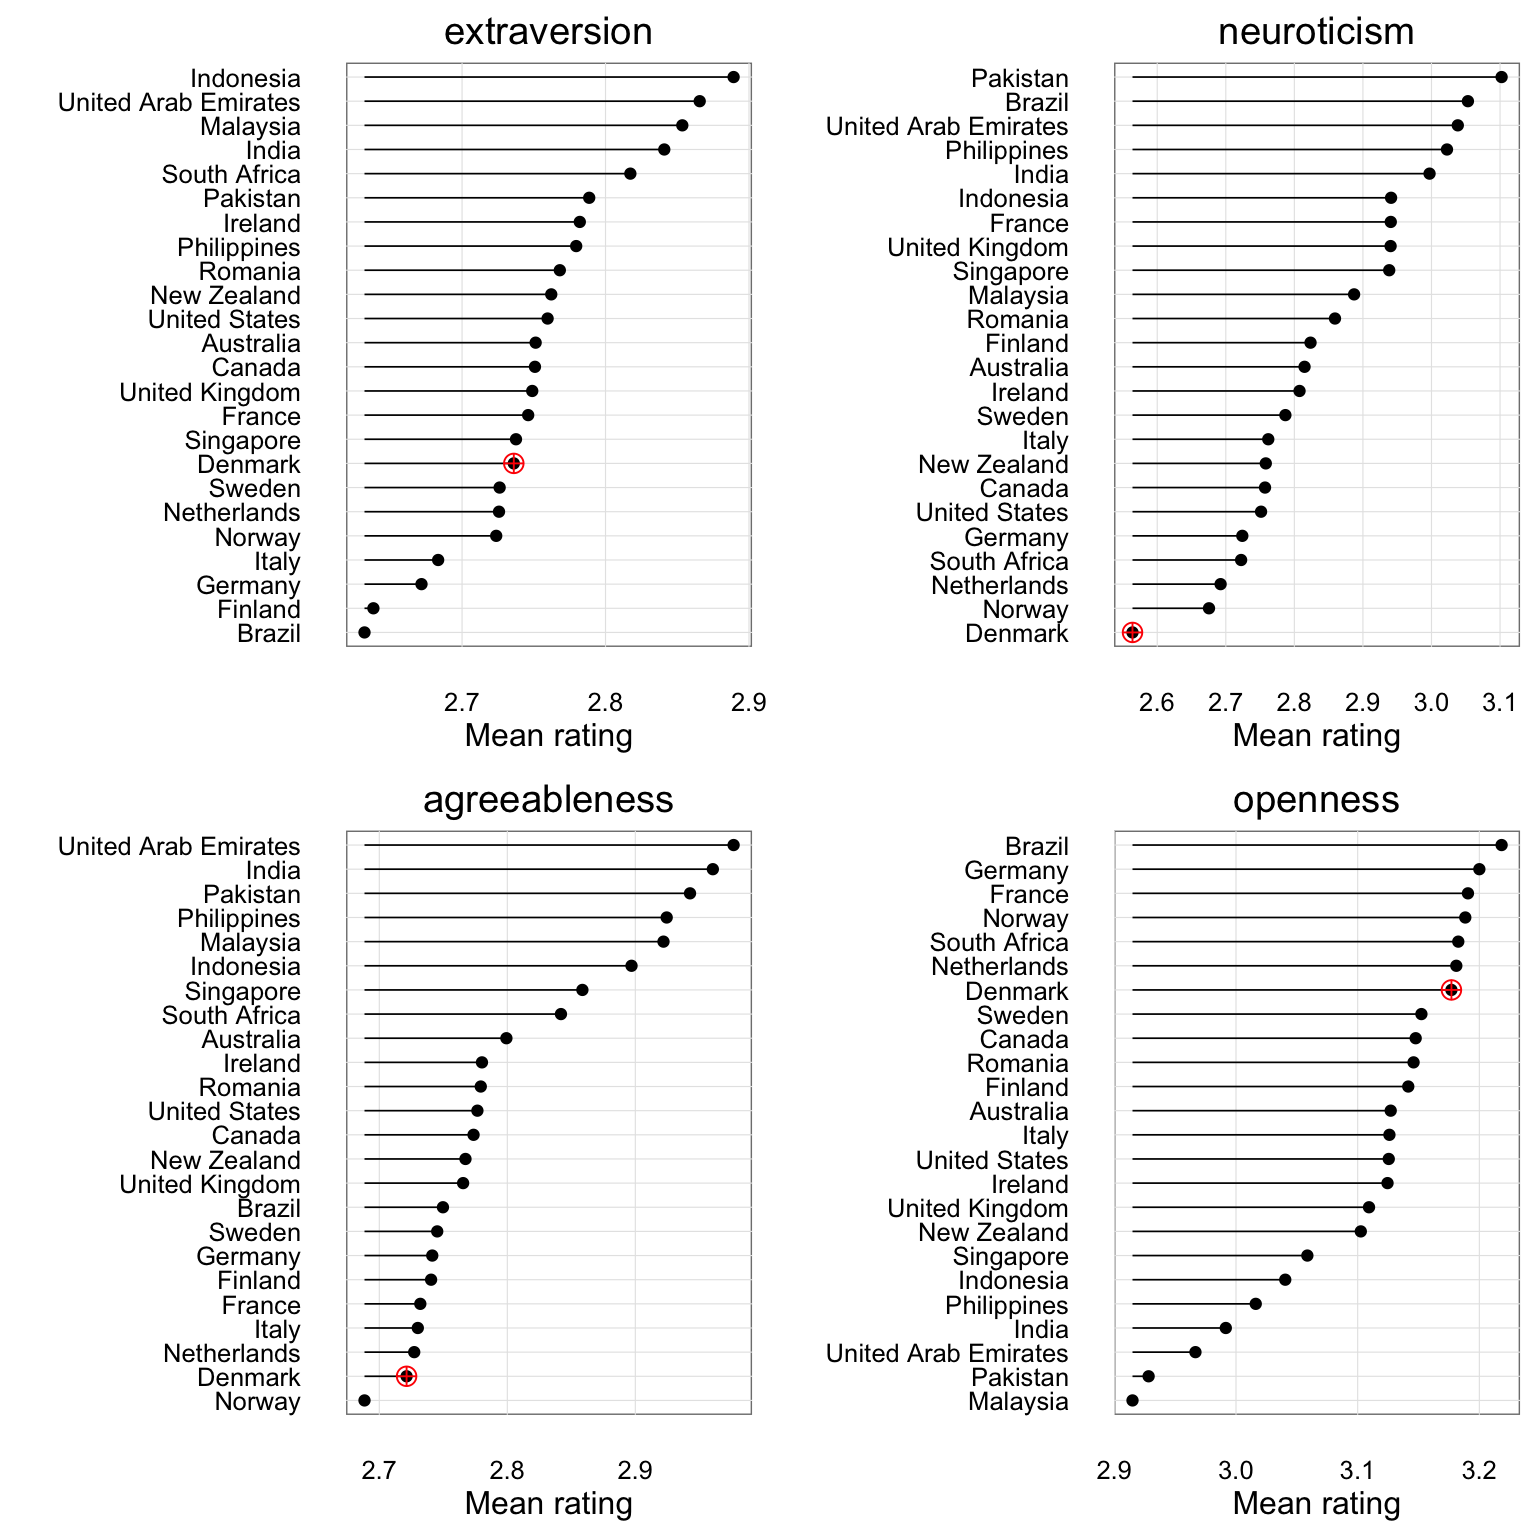 extraversion
Indonesia
United Arab Emirates
Malaysia
India
South Africa
Pakistan
Ireland
Philippines
Romania
New Zealand
United States
Australia
Canada
United Kingdom
France
Singapore
Denmark
Sweden
Netherlands
Norway
Italy
Germany
Finland
Brazil
2.7 2.8 2.9
Mean rating
neuroticism
Pakistan
Brazil
United Arab Emirates
Philippines
India
Indonesia
France
United Kingdom
Singapore
Malaysia
Romania
Finland
Australia
Ireland
Sweden
Italy
New Zealand
Canada
United States
Germany
South Africa
Netherlands
Norway
Denmark
2.6 2.7 2.8 2.9 3.0 3.1
Mean rating
agreeableness
United Arab Emirates
India
Pakistan
Philippines
Malaysia
Indonesia
Singapore
South Africa
Australia
Ireland
Romania
United States
Canada
New Zealand
United Kingdom
Brazil
Sweden
Germany
Finland
France
Italy
Netherlands
Denmark
Norway
2.7 2.8 2.9
Mean rating
openness
Brazil
Germany
France
Norway
South Africa
Netherlands
Denmark
Sweden
Canada
Romania
Finland
Australia
Italy
United States
Ireland
United Kingdom
New Zealand
Singapore
Indonesia
Philippines
India
United Arab Emirates
Pakistan
Malaysia
2.9 3.0 3.1 3.2
Mean rating